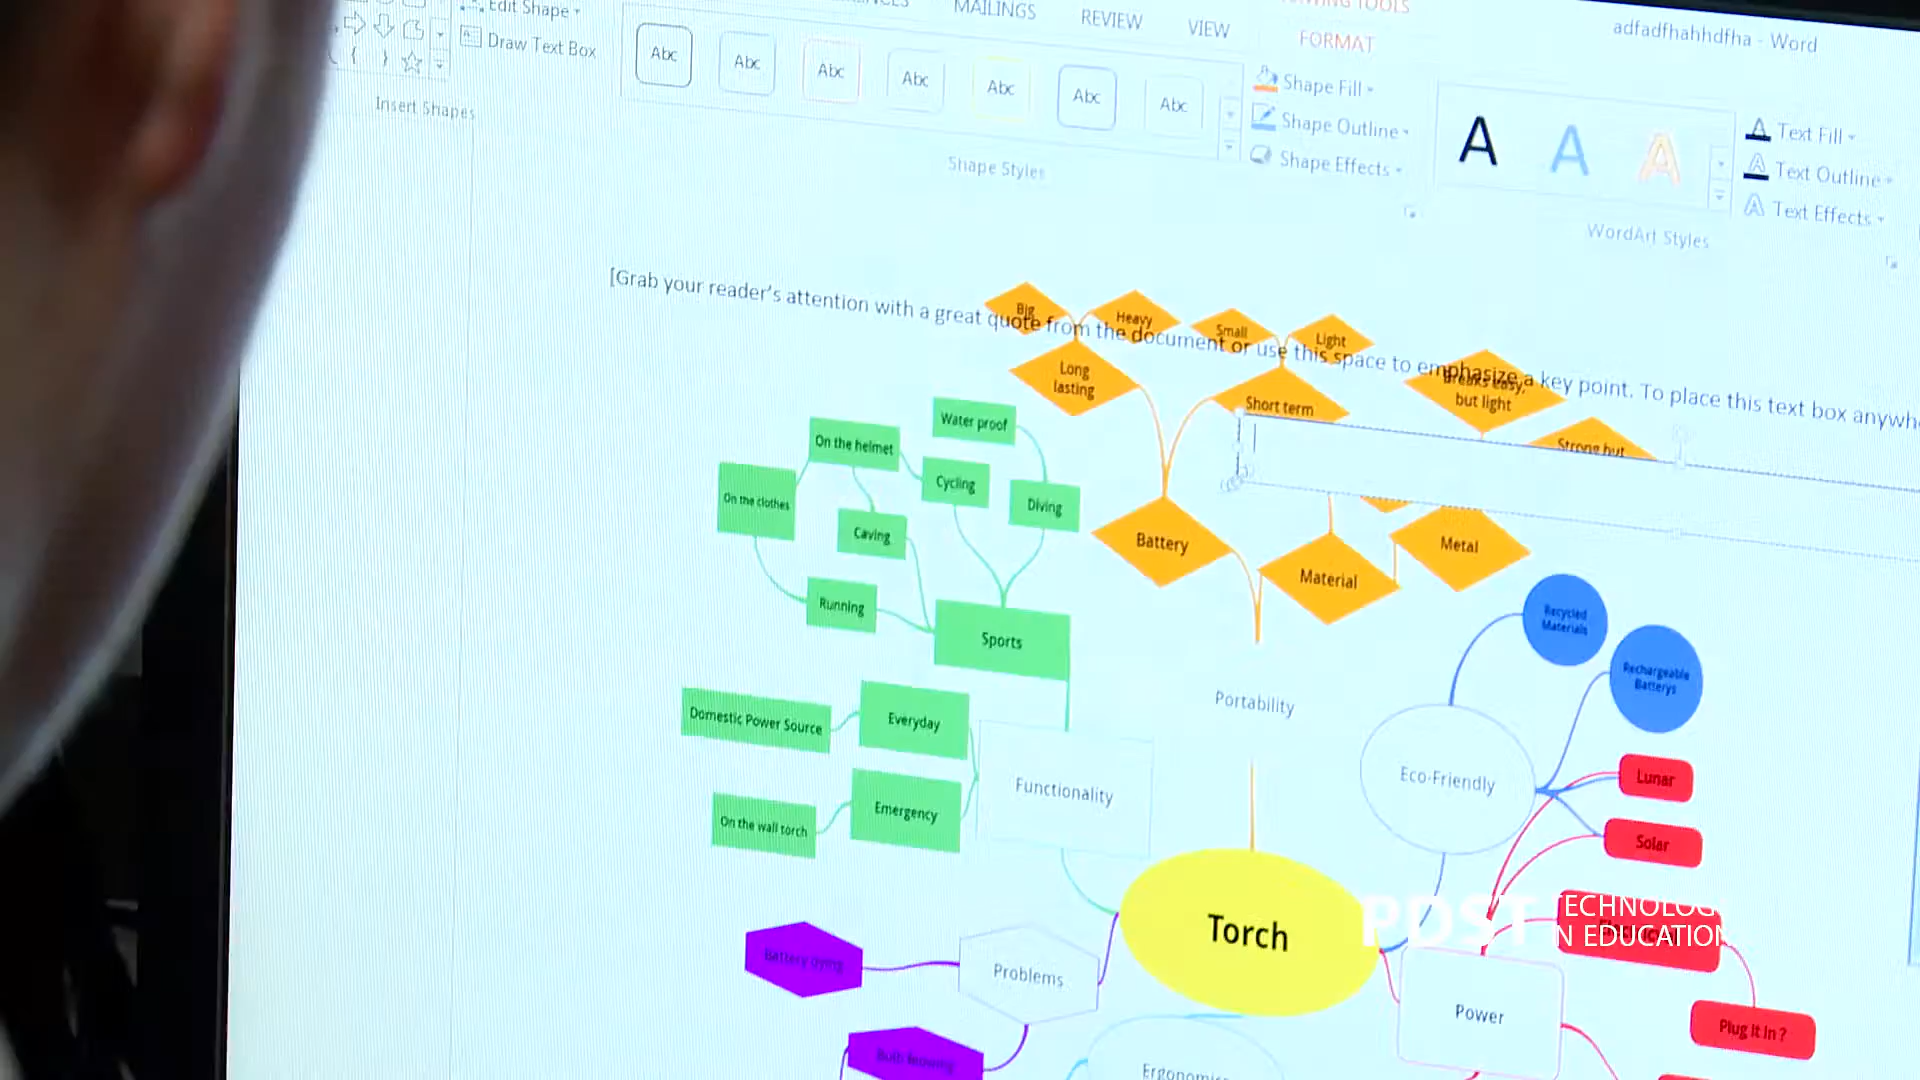 Edit Shape
Draw Text Box
Insert Shapes
MAILINGS
REVIEW
VIEW
FORMAT
adfadfhahhdfha - Word
Abc
Abc
Abc
Abc
Abc
Abc
Abc
Shape Styles
Shape Fill
Shape Outline
Shape Effects
A
A
A
WordArt Styles
Text Fill
Text Outline
Text Effects
[Grab your reader's attention with a great quote from the document or use this space to emphasize a key point. To place this text box
Big
Heavy
Small
Light
Long
lasting
Short term
Breaks easy,
but light
Strong but
Water proof
On the helmet
Cycling
On the clothes
Diving
Caving
Battery
Material
Metal
Running
Sports
Recycled
Materials
Rechargeable
Batterys
Domestic Power Source
Everyday
Portability
Functionality
Eco-Friendly
Lunar
On the wall torch
Emergency
Solar
Torch
PDST
TECHNOLOG
IN EDUCATION
Battery dying
Problems
Power
Plug it in ?